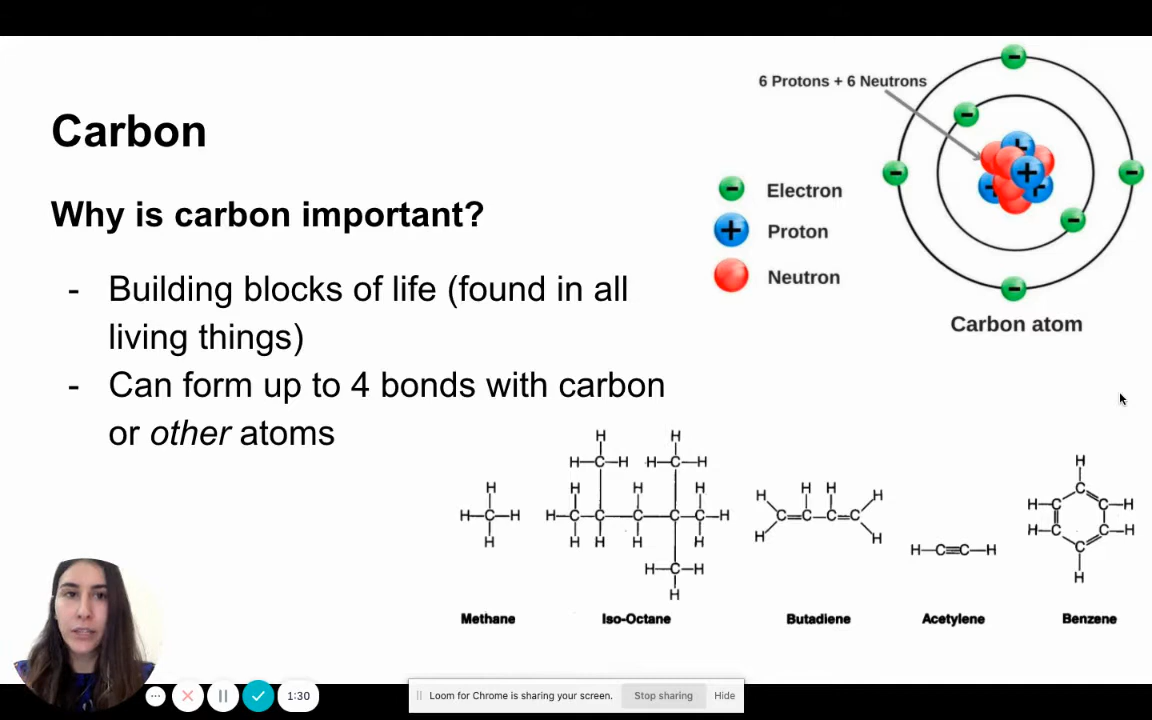 6 Protons + 6 Neutrons
Carbon
Why is carbon important?
- Electron
+ Proton
Neutron
Carbon atom
- Building blocks of life (found in all
living things)
- Can form up to 4 bonds with carbon
or other atoms
H H
H—C—H H—C—H
H H H H H H H H
H—C—H H—C—C—C—C—C—H C=C—C=C H—C≡C—H
H H H H H H H
H—C—H
H
H
C
H—C C—H
H—C C—H
C
H
Methane Iso-Octane Butadiene Acetylene Benzene
1:30
Loom for Chrome is sharing your screen. Stop sharing Hide